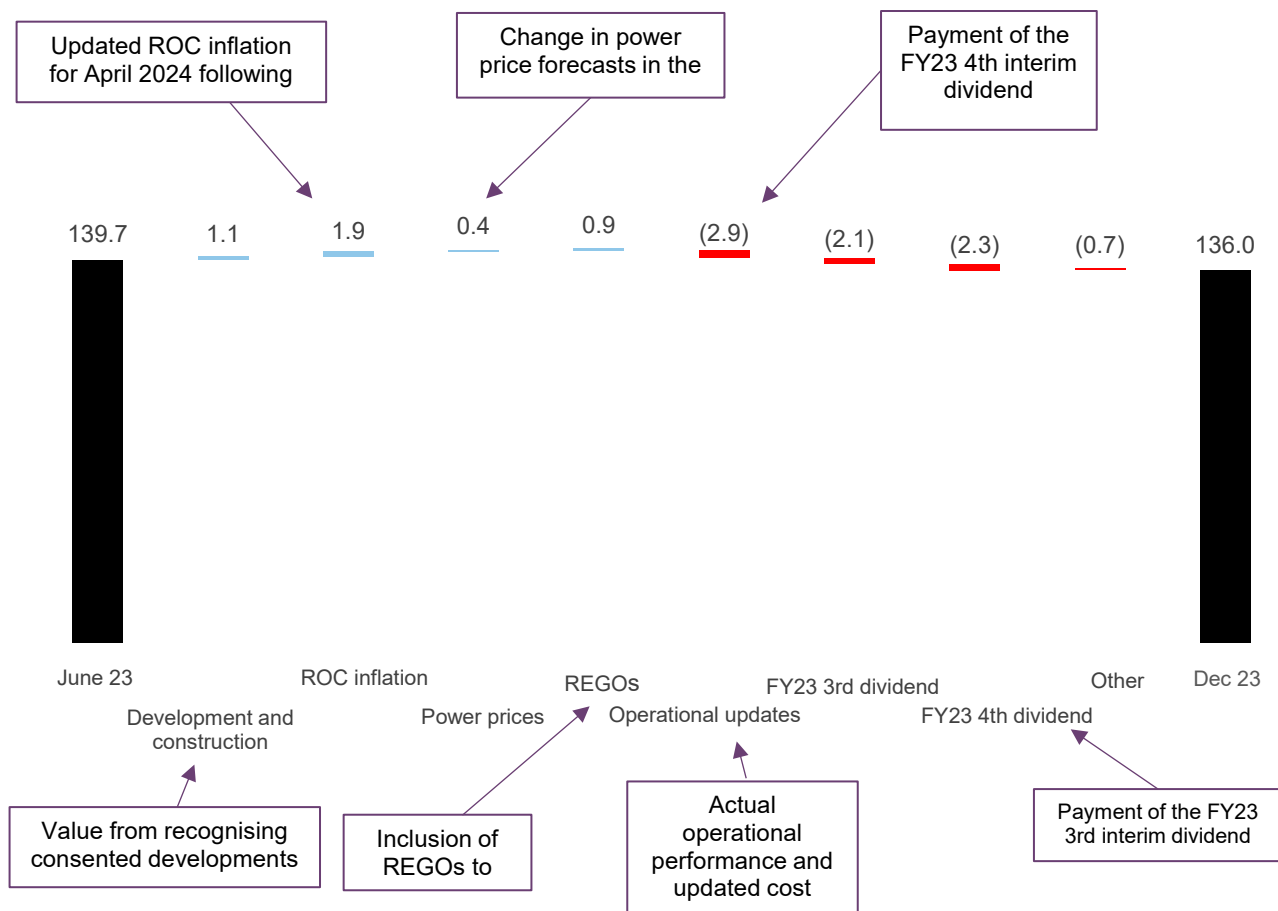 Updated ROC inflation
for April 2024 following
Change in power
price forecasts in the
Payment of the
FY23 4th interim
dividend
139.7
1.1
1.9
0.4
0.9
(2.9)
(2.1)
(2.3)
(0.7)
136.0
June 23
ROC inflation
REGOs
FY23 3rd dividend
Other
Dec 23
Development and
construction
Power prices
Operational updates
FY23 4th dividend
Value from recognising
consented developments
Inclusion of
REGOs to
Actual
operational
performance and
updated cost
Payment of the FY23
3rd interim dividend